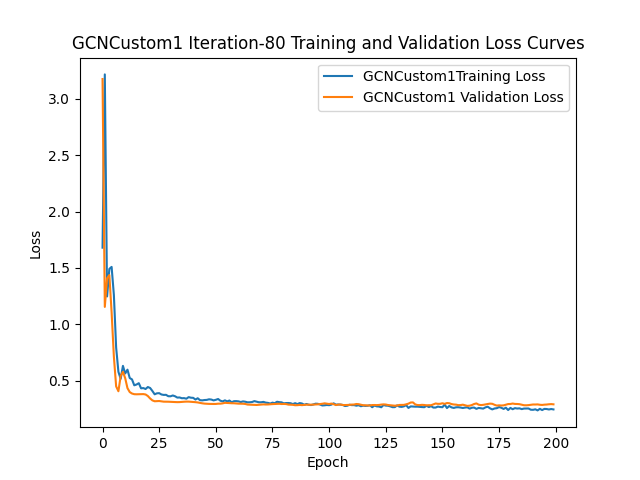 GCNCustom1 Iteration-80 Training and Validation Loss Curves
GCNCustom1Training Loss
GCNCustom1 Validation Loss
Loss
3.0
2.5
2.0
1.5
1.0
0.5
0 25 50 75 100 125 150 175 200
Epoch